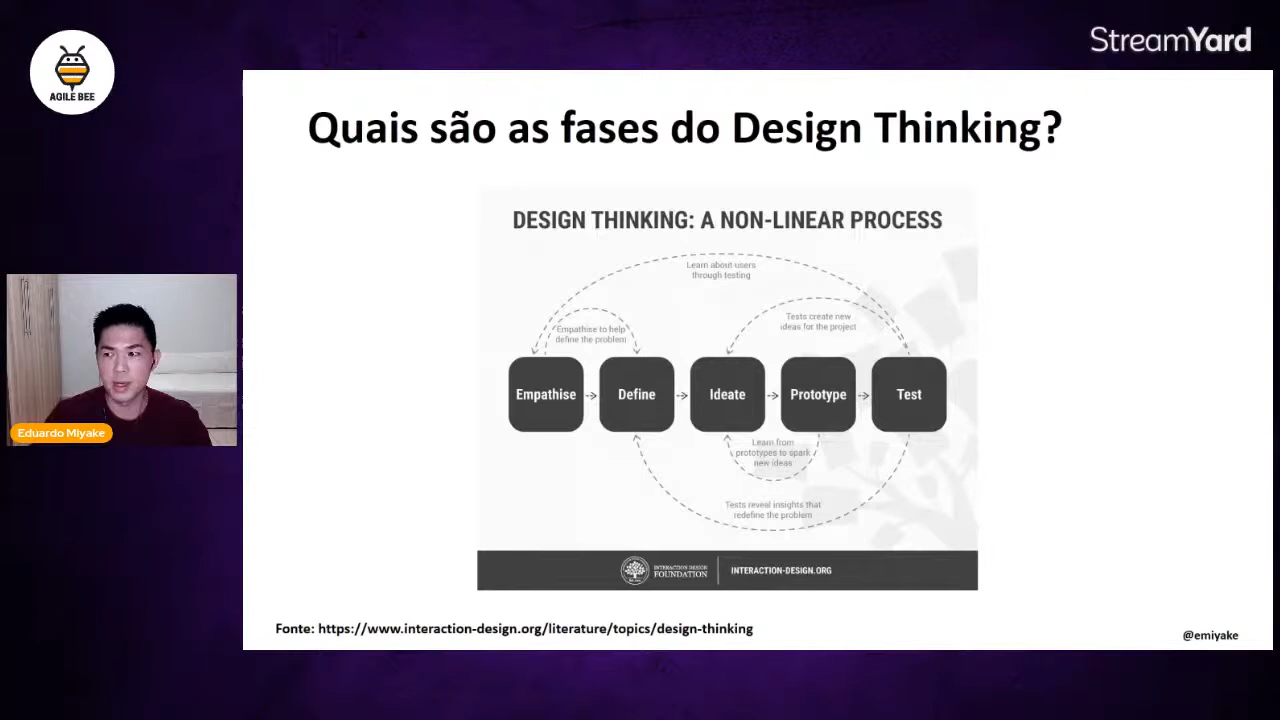 AGILE BEE
StreamYard
Quais são as fases do Design Thinking?
DESIGN THINKING: A NON-LINEAR PROCESS
Learn about users
through testing
Tests create new
ideas for the project
Empathise to help
define the problem
Empathise
Define
Ideate
Prototype
Test
Learn from
prototypes to spark
new ideas
Tests reveal insights that
redefine the problem
INTERACTION DESIGN
FOUNDATION
INTERACTION-DESIGN.ORG
Eduardo Miyake
Fonte: https://www.interaction-design.org/literature/topics/design-thinking
@emiyake